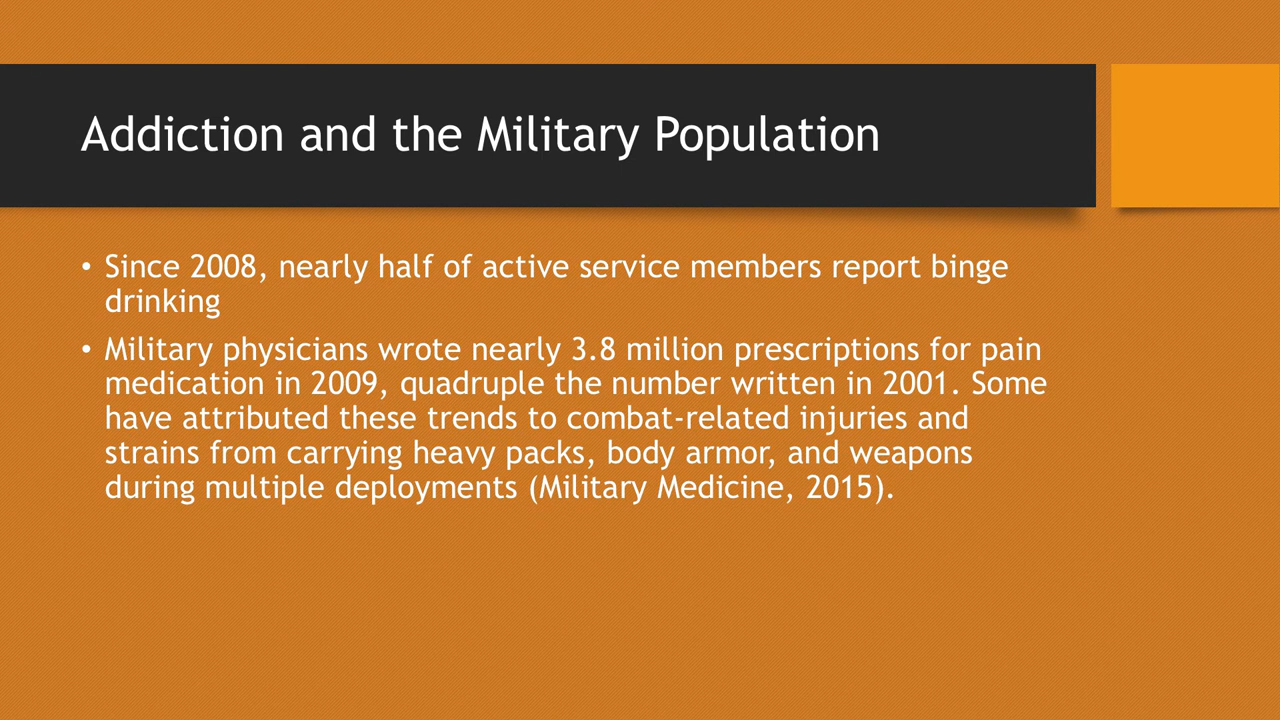 Addiction and the Military Population
• Since 2008, nearly half of active service members report binge
drinking
• Military physicians wrote nearly 3.8 million prescriptions for pain
medication in 2009, quadruple the number written in 2001. Some
have attributed these trends to combat-related injuries and
strains from carrying heavy packs, body armor, and weapons
during multiple deployments (Military Medicine, 2015).